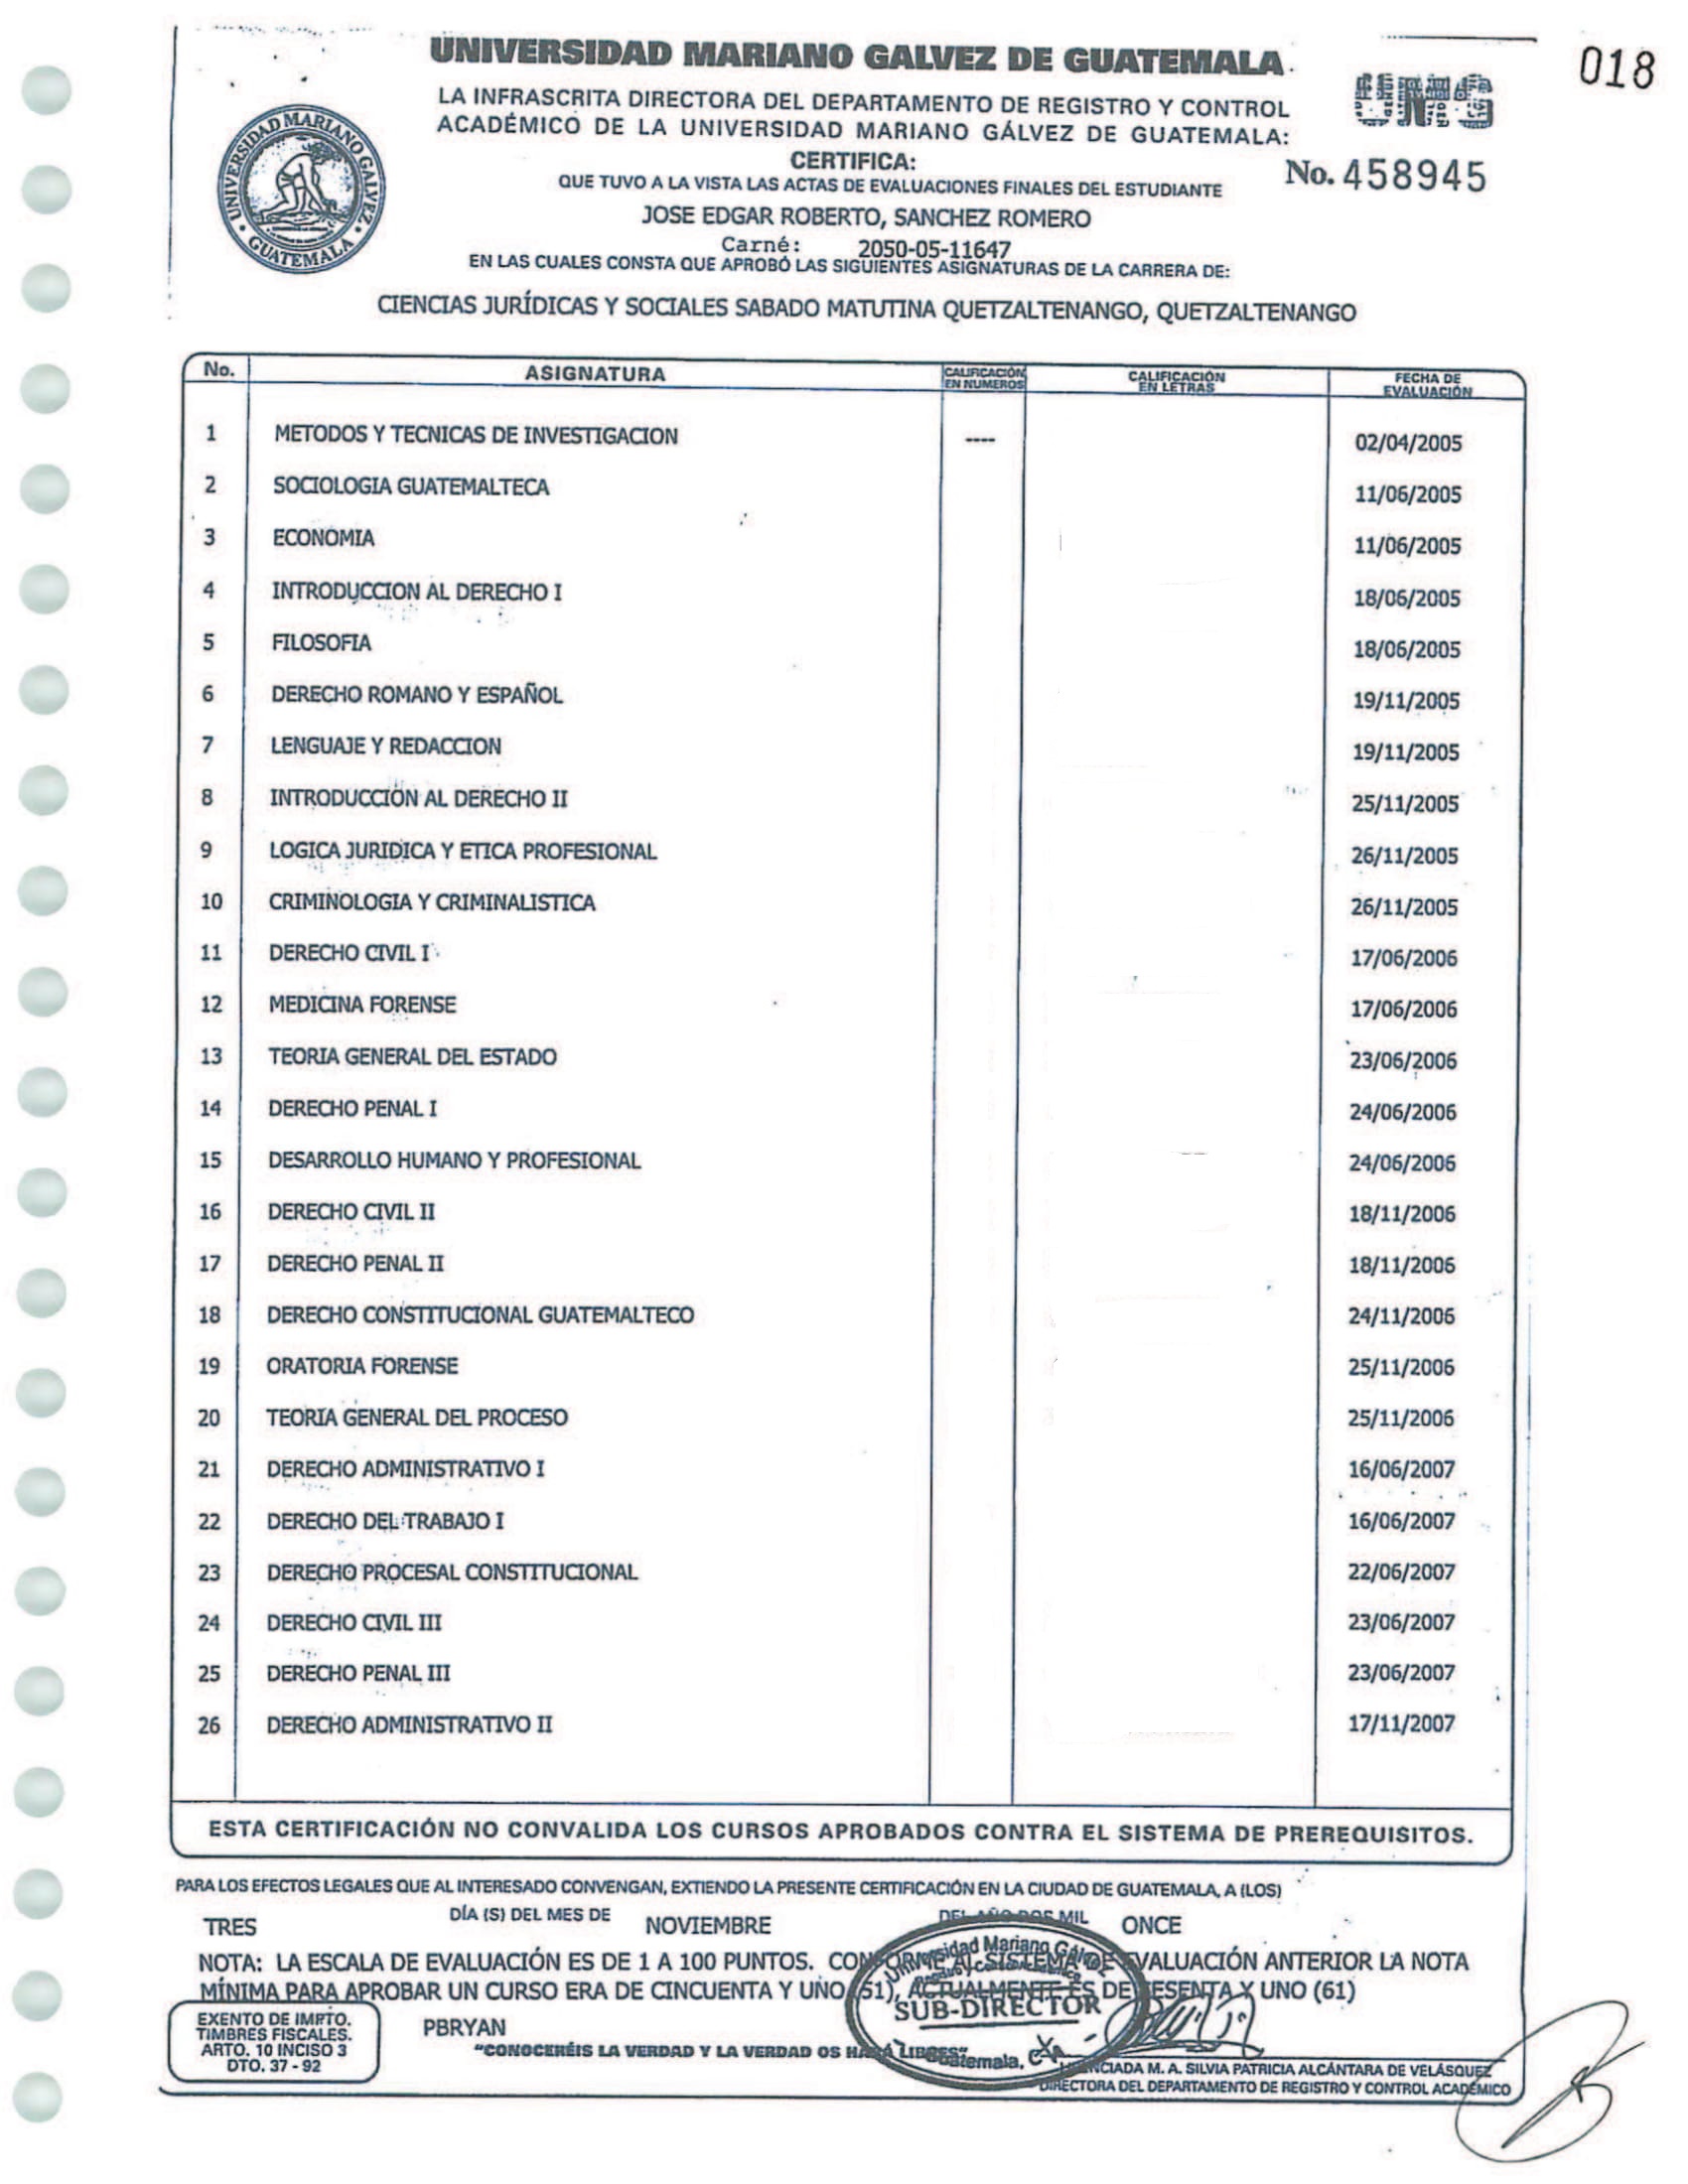 UNIVERSIDAD MARIANO GALVEZ DE GUATEMALA
018
LA INFRASCRITA DIRECTORA DEL DEPARTAMENTO DE REGISTRO Y CONTROL
ACADÉMICO DE LA UNIVERSIDAD MARIANO GÁLVEZ DE GUATEMALA:
UMG
UNIVERSIDAD MARIANO GALVEZ
GUATEMALA
CERTIFICA:
No. 458945
QUE TUVO A LA VISTA LAS ACTAS DE EVALUACIONES FINALES DEL ESTUDIANTE
JOSE EDGAR ROBERTO, SANCHEZ ROMERO
Carné: 2050-05-11647
EN LAS CUALES CONSTA QUE APROBÓ LAS SIGUIENTES ASIGNATURAS DE LA CARRERA DE:
CIENCIAS JURÍDICAS Y SOCIALES SABADO MATUTINA QUETZALTENANGO, QUETZALTENANGO
No. ASIGNATURA CALIFICACIÓN EN NUMEROS CALIFICACIÓN EN LETRAS FECHA DE EVALUACIÓN
1 METODOS Y TECNICAS DE INVESTIGACION ---- 02/04/2005
2 SOCIOLOGIA GUATEMALTECA 11/06/2005
3 ECONOMIA 11/06/2005
4 INTRODUCCION AL DERECHO I 18/06/2005
5 FILOSOFIA 18/06/2005
6 DERECHO ROMANO Y ESPAÑOL 19/11/2005
7 LENGUAJE Y REDACCION 19/11/2005
8 INTRODUCCION AL DERECHO II 25/11/2005
9 LOGICA JURIDICA Y ETICA PROFESIONAL 26/11/2005
10 CRIMINOLOGIA Y CRIMINALISTICA 26/11/2005
11 DERECHO CIVIL I 17/06/2006
12 MEDICINA FORENSE 17/06/2006
13 TEORIA GENERAL DEL ESTADO 23/06/2006
14 DERECHO PENAL I 24/06/2006
15 DESARROLLO HUMANO Y PROFESIONAL 24/06/2006
16 DERECHO CIVIL II 18/11/2006
17 DERECHO PENAL II 18/11/2006
18 DERECHO CONSTITUCIONAL GUATEMALTECO 24/11/2006
19 ORATORIA FORENSE 25/11/2006
20 TEORIA GENERAL DEL PROCESO 25/11/2006
21 DERECHO ADMINISTRATIVO I 16/06/2007
22 DERECHO DEL TRABAJO I 16/06/2007
23 DERECHO PROCESAL CONSTITUCIONAL 22/06/2007
24 DERECHO CIVIL III 23/06/2007
25 DERECHO PENAL III 23/06/2007
26 DERECHO ADMINISTRATIVO II 17/11/2007
ESTA CERTIFICACIÓN NO CONVALIDA LOS CURSOS APROBADOS CONTRA EL SISTEMA DE PREREQUISITOS.
PARA LOS EFECTOS LEGALES QUE AL INTERESADO CONVENGAN, EXTIENDO LA PRESENTE CERTIFICACIÓN EN LA CIUDAD DE GUATEMALA, A (LOS)
TRES DÍA (S) DEL MES DE NOVIEMBRE DEL AÑO DOS MIL ONCE
NOTA: LA ESCALA DE EVALUACIÓN ES DE 1 A 100 PUNTOS. CONFORME AL SISTEMA DE EVALUACIÓN ANTERIOR LA NOTA
MÍNIMA PARA APROBAR UN CURSO ERA DE CINCUENTA Y UNO (51), ACTUALMENTE ES DE SESENTA Y UNO (61)
Universidad Mariano Gálvez
Registro y Control Académico
SUB-DIRECTOR
Guatemala, C.A.
EXENTO DE IMPTO.
TIMBRES FISCALES.
ARTO. 10 INCISO 3
DTO. 37 - 92
PBRYAN
"CONOCERÉIS LA VERDAD Y LA VERDAD OS HARÁ LIBRES"
LICENCIADA M. A. SILVIA PATRICIA ALCÁNTARA DE VELÁSQUEZ
DIRECTORA DEL DEPARTAMENTO DE REGISTRO Y CONTROL ACADÉMICO